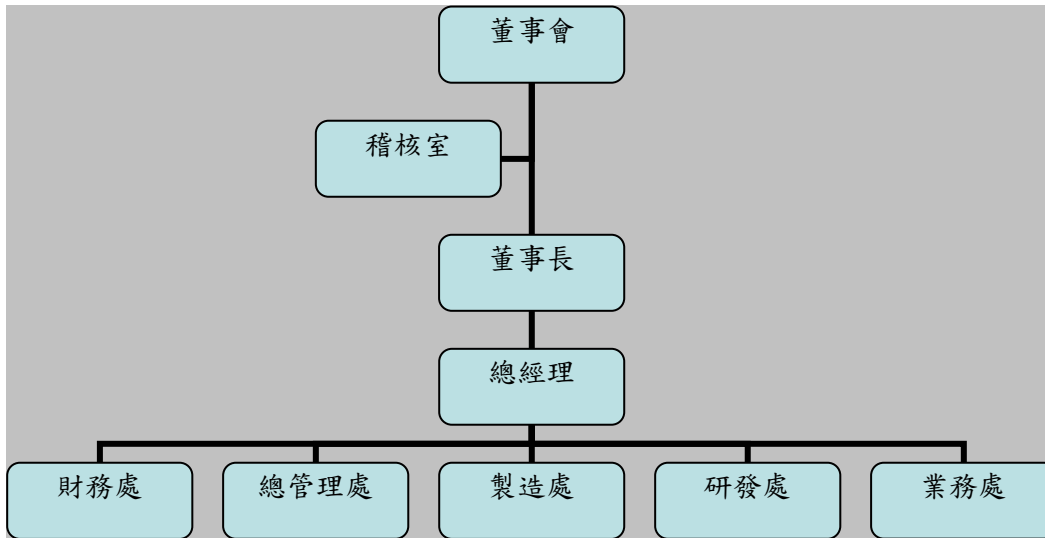 董事會
稽核室
董事長
總經理
財務處
總管理處
製造處
研發處
業務處